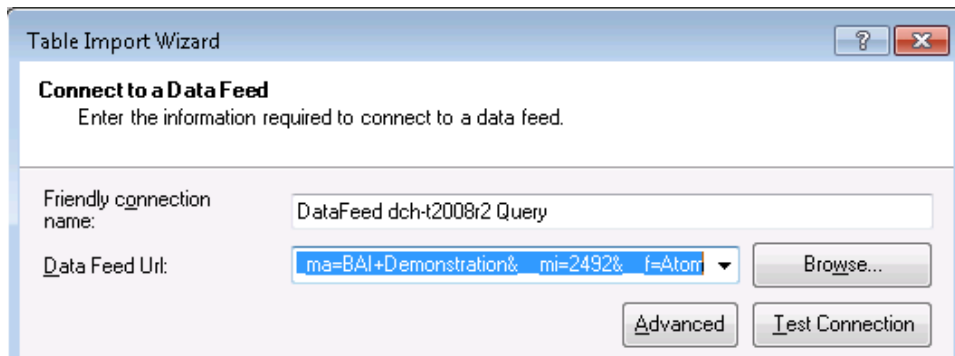 Table Import Wizard
?
Connect to a Data Feed
Enter the information required to connect to a data feed.
Friendly connection
name:
DataFeed dch-t2008r2 Query
Data Feed Url:
_ma=BAI+Demonstration&__mi=2492&__f=Atom
Browse...
Advanced
Test Connection